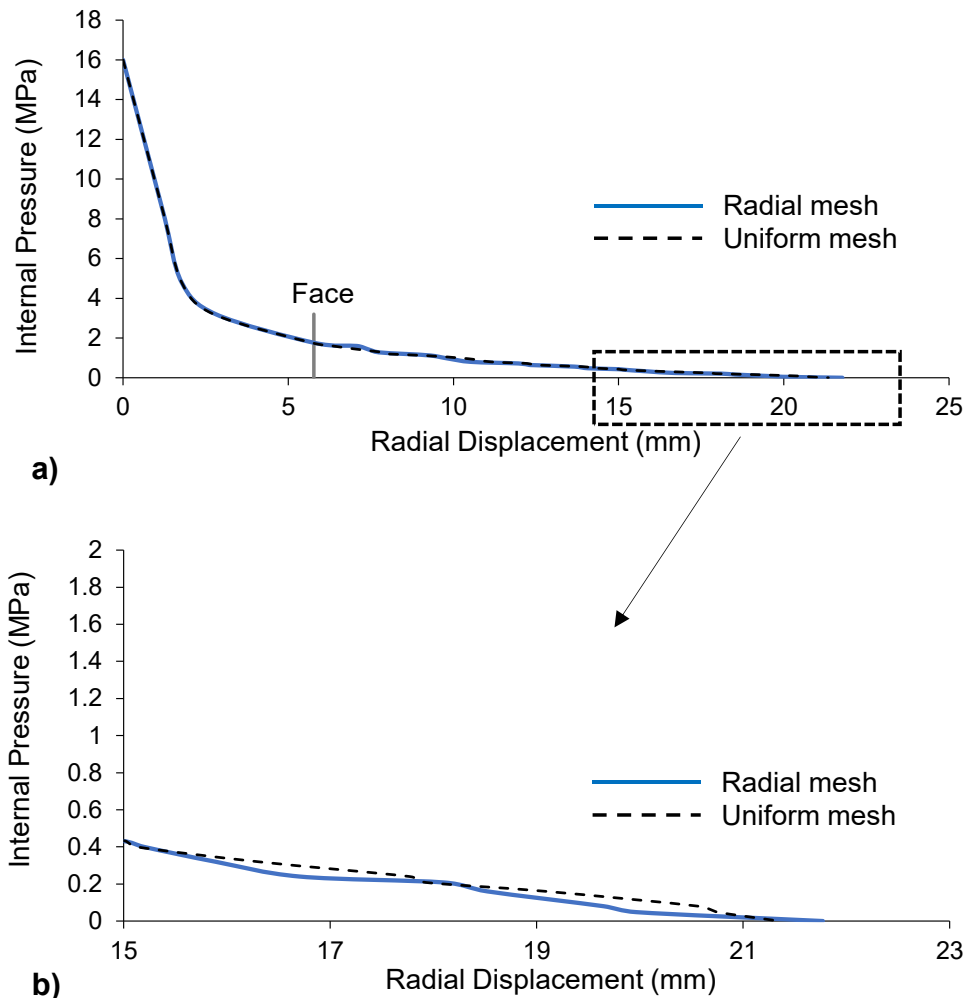 18
16
14
12
10
8
6
4
2
0
Internal Pressure (MPa)
Radial mesh
Uniform mesh
Face
0 5 10 15 20 25
Radial Displacement (mm)
a)
2
1.8
1.6
1.4
1.2
1
0.8
0.6
0.4
0.2
0
Internal Pressure (MPa)
Radial mesh
Uniform mesh
15 17 19 21 23
Radial Displacement (mm)
b)